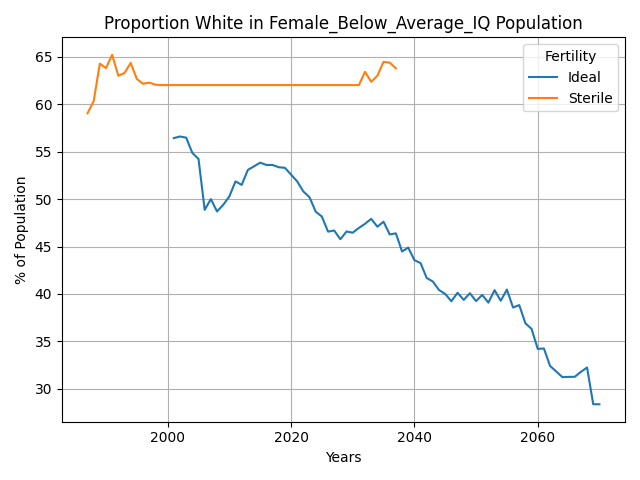 Proportion White in Female_Below_Average_IQ Population
Fertility
Ideal
Sterile
% of Population
65
60
55
50
45
40
35
30
2000 2020 2040 2060
Years